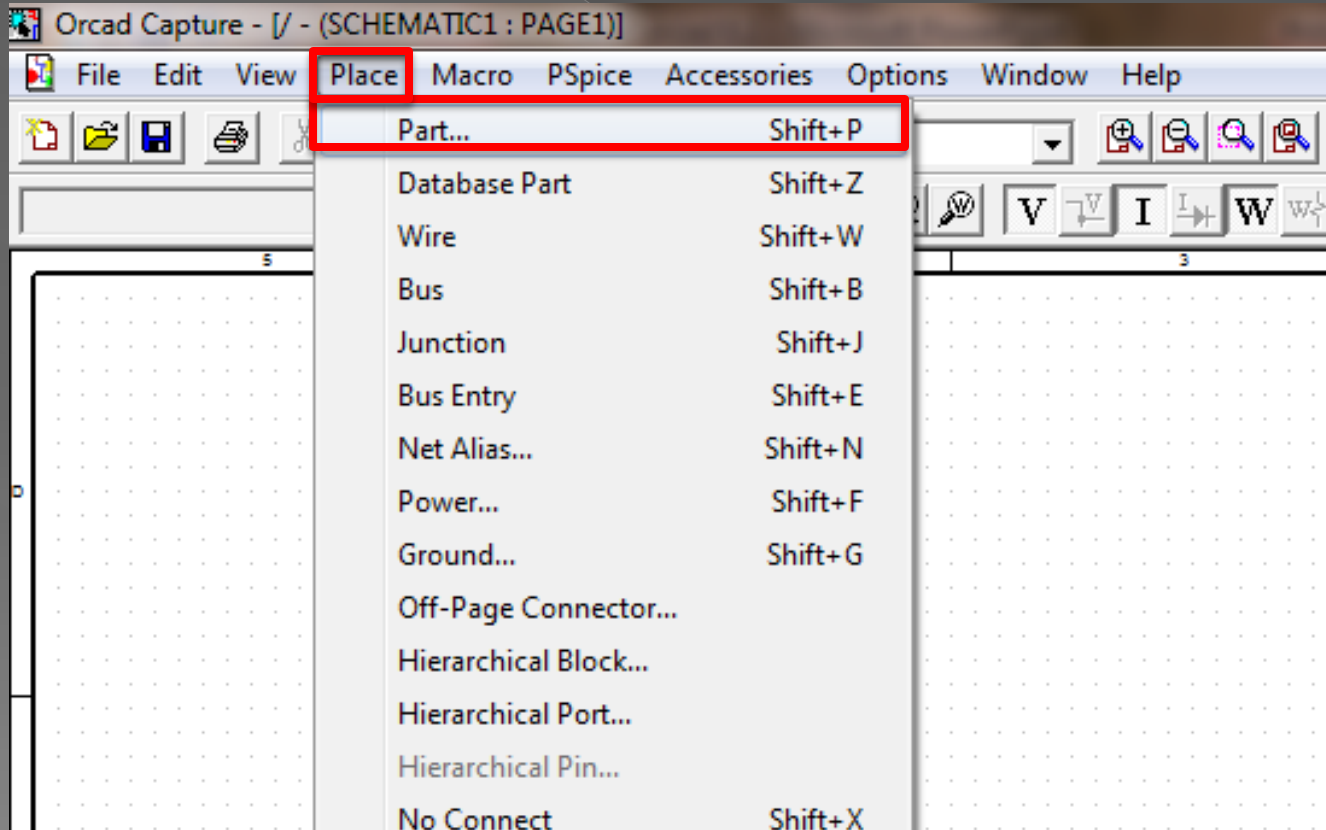 Orcad Capture - [/ - (SCHEMATIC1 : PAGE1)]
File Edit View Place Macro PSpice Accessories Options Window Help
Part... Shift+P
Database Part Shift+Z
V V I I W W
Wire Shift+W
5 3
Bus Shift+B
Junction Shift+J
Bus Entry Shift+E
Net Alias... Shift+N
D
Power... Shift+F
Ground... Shift+G
Off-Page Connector...
Hierarchical Block...
Hierarchical Port...
Hierarchical Pin...
No Connect Shift+X